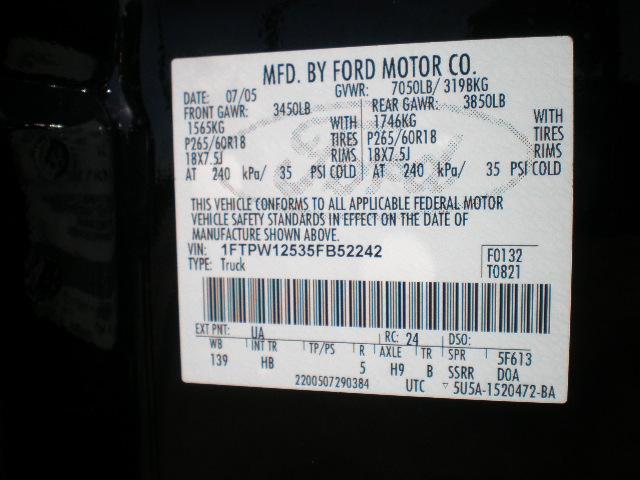 MFD. BY FORD MOTOR CO.
DATE: 07/05 GVWR: 7050LB/ 3198KG
FRONT GAWR: 3450LB REAR GAWR: 3850LB
1565KG WITH 1746KG WITH
P265/60R18 TIRES P265/60R18 TIRES
18X7.5J RIMS 18X7.5J RIMS
AT 240 kPa/ 35 PSI COLD AT 240 kPa/ 35 PSI COLD
THIS VEHICLE CONFORMS TO ALL APPLICABLE FEDERAL MOTOR
VEHICLE SAFETY STANDARDS IN EFFECT ON THE DATE OF
MANUFACTURE SHOWN ABOVE.
VIN: 1FTPW12535FB52242 F0132
TYPE: Truck T0821
EXT PNT: UA RC: 24 DSO:
WB INT TR TP/PS R AXLE TR SPR 5F613
139 HB 5 H9 B SSRR DOA
2200507290384 UTC ▽ 5U5A-1520472-BA
Ford